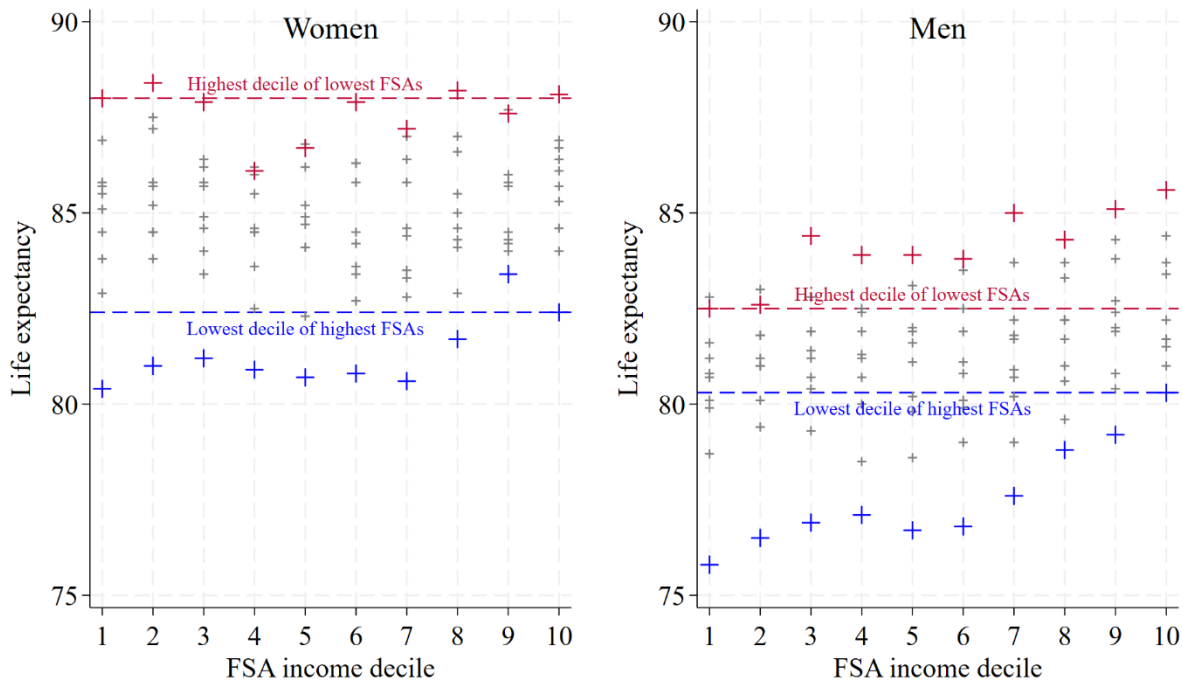 Women
90
85
80
75
Life expectancy
Highest decile of lowest FSAs
Lowest decile of highest FSAs
1 2 3 4 5 6 7 8 9 10
FSA income decile
Men
90
85
80
75
Life expectancy
Highest decile of lowest FSAs
Lowest decile of highest FSAs
1 2 3 4 5 6 7 8 9 10
FSA income decile